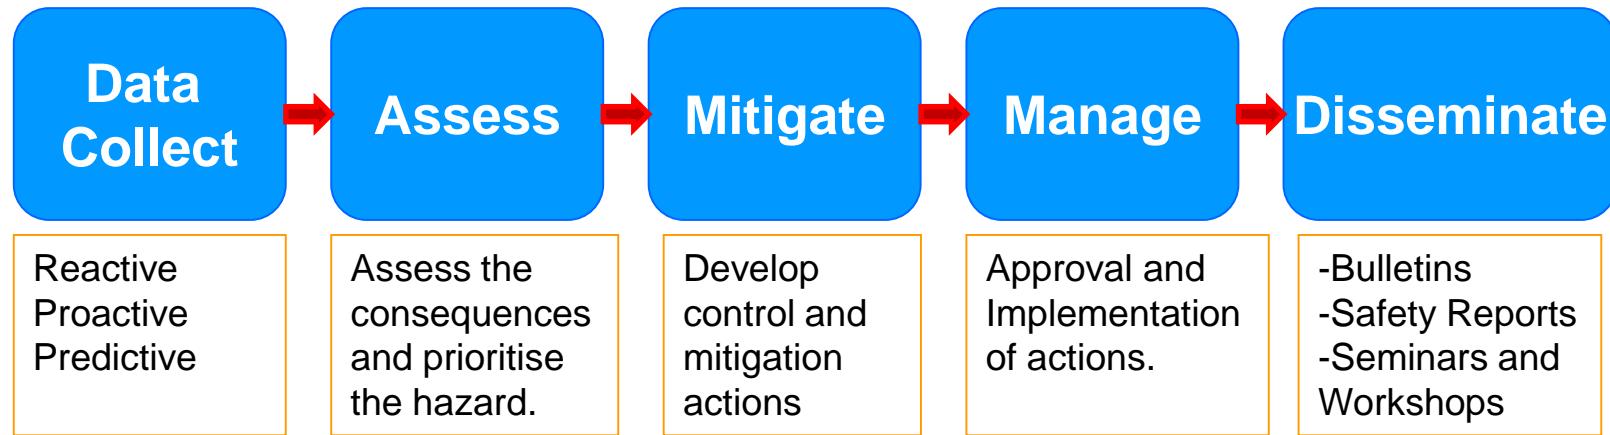 Data
Collect
Assess
Mitigate
Manage
Disseminate
Reactive
Proactive
Predictive
Assess the
consequences
and prioritise
the hazard.
Develop
control and
mitigation
actions
Approval and
Implementation
of actions.
-Bulletins
-Safety Reports
-Seminars and
Workshops